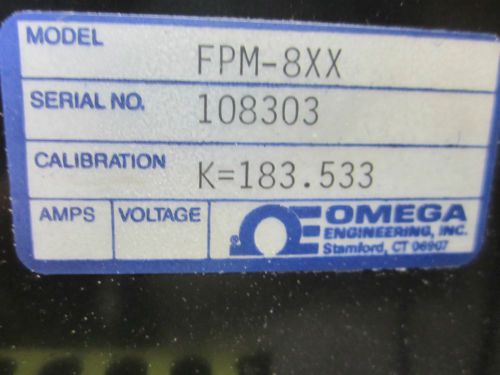 MODEL FPM-8XX
SERIAL NO. 108303
CALIBRATION K=183.533
AMPS VOLTAGE
OMEGA
ENGINEERING, INC.
Stamford, CT 06907